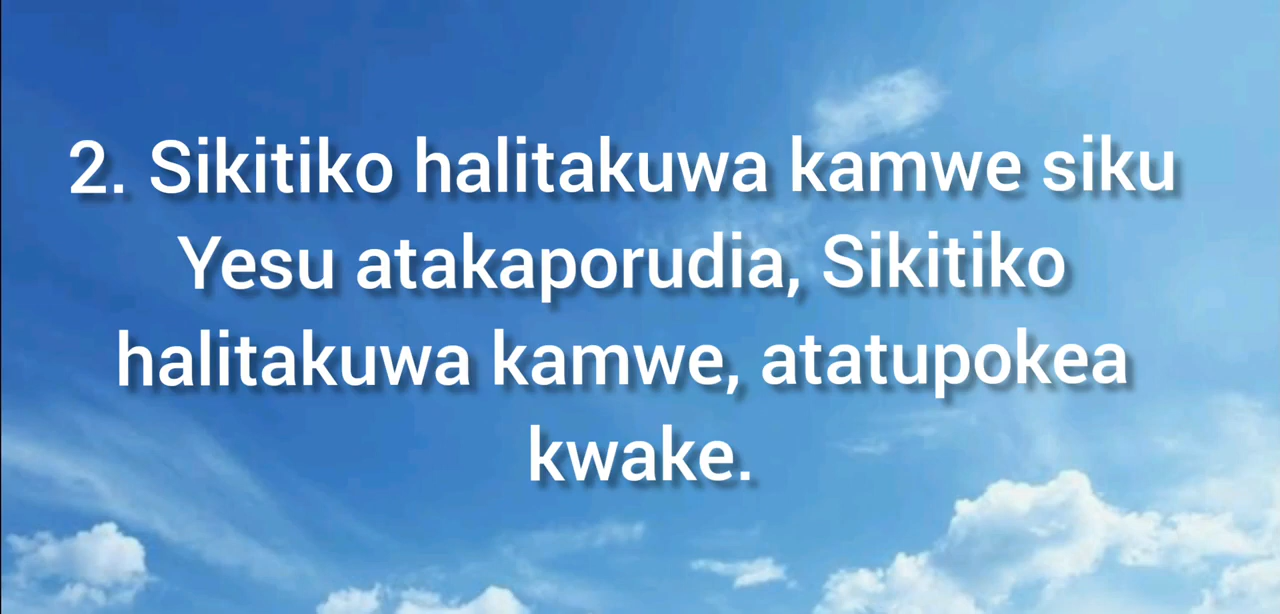 2. Sikitiko halitakuwa kamwe siku
Yesu atakaporudia, Sikitiko
halitakuwa kamwe, atatupokea
kwake.